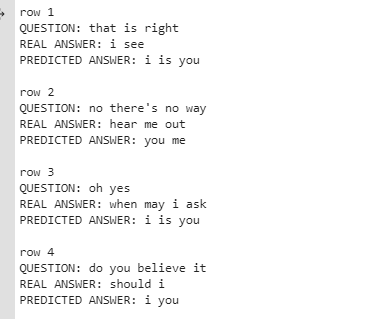 row 1
QUESTION: that is right
REAL ANSWER: i see
PREDICTED ANSWER: i is you
row 2
QUESTION: no there's no way
REAL ANSWER: hear me out
PREDICTED ANSWER: you me
row 3
QUESTION: oh yes
REAL ANSWER: when may i ask
PREDICTED ANSWER: i is you
row 4
QUESTION: do you believe it
REAL ANSWER: should i
PREDICTED ANSWER: i you